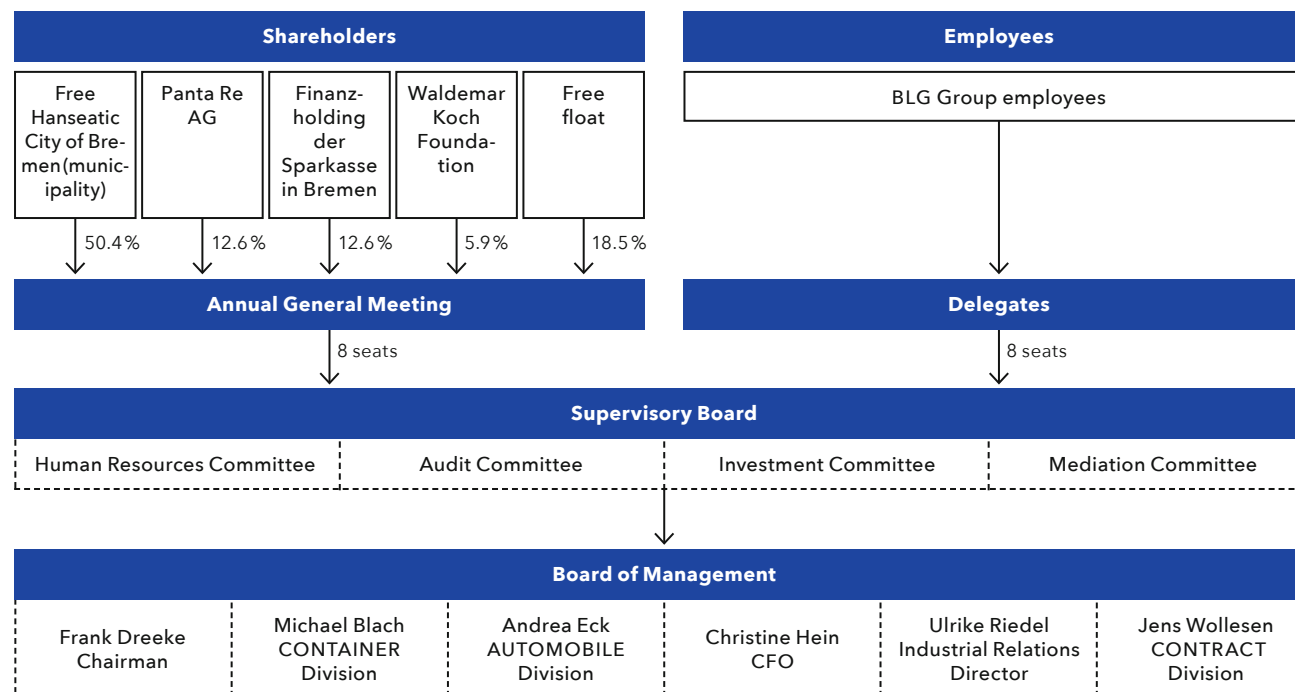 Shareholders
Employees
Free
Hanseatic
City of Bre-
men (munic-
ipality)
Panta Re
AG
Finanz-
holding
der
Sparkasse
in Bremen
Waldemar
Koch
Founda-
tion
Free
float
BLG Group employees
50.4 %
12.6 %
12.6 %
5.9 %
18.5 %
Annual General Meeting
Delegates
8 seats
8 seats
Supervisory Board
Human Resources Committee
Audit Committee
Investment Committee
Mediation Committee
Board of Management
Frank Dreeke
Chairman
Michael Blach
CONTAINER
Division
Andrea Eck
AUTOMOBILE
Division
Christine Hein
CFO
Ulrike Riedel
Industrial Relations
Director
Jens Wollesen
CONTRACT
Division